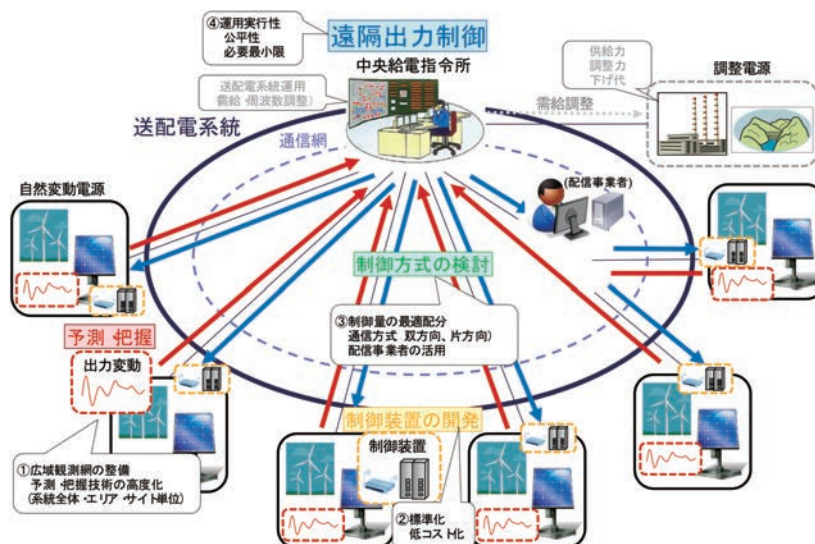 ④運用実行性
公平性
必要最小限
遠隔出力制御
中央給電指令所
送配電系統運用
需給・周波数調整)
供給力
調整力
下げ代
調整電源
需給調整
送配電系統
通信網
自然変動電源
(配信事業者)
制御方式の検討
③制御量の最適配分
通信方式 双方向、片方向)
配信事業者の活用
予測・把握
出力変動
制御装置の開発
制御装置
①広域観測網の整備
予測・把握技術の高度化
(系統全体・エリア・サイト単位)
②標準化
低コスト化